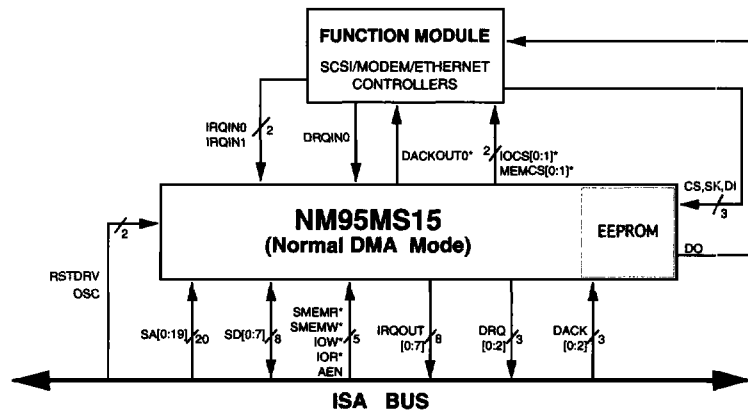 FUNCTION MODULE
SCSI/MODEM/ETHERNET
CONTROLLERS
IRQIN0
IRQIN1
2
DRQIN0
DACKOUT0*
2
IOCS[0:1]*
MEMCS[0:1]*
CS,SK,DI
3
NM95MS15
(Normal DMA Mode)
EEPROM
DO
2
RSTDRV
OSC
SA[0:19]
20
SD[0:7]
8
SMEMR*
SMEMW*
IOW*
IOR*
AEN
5
IRQOUT
[0:7]
8
DRQ
[0:2]
3
DACK
[0:2]
3
ISA BUS